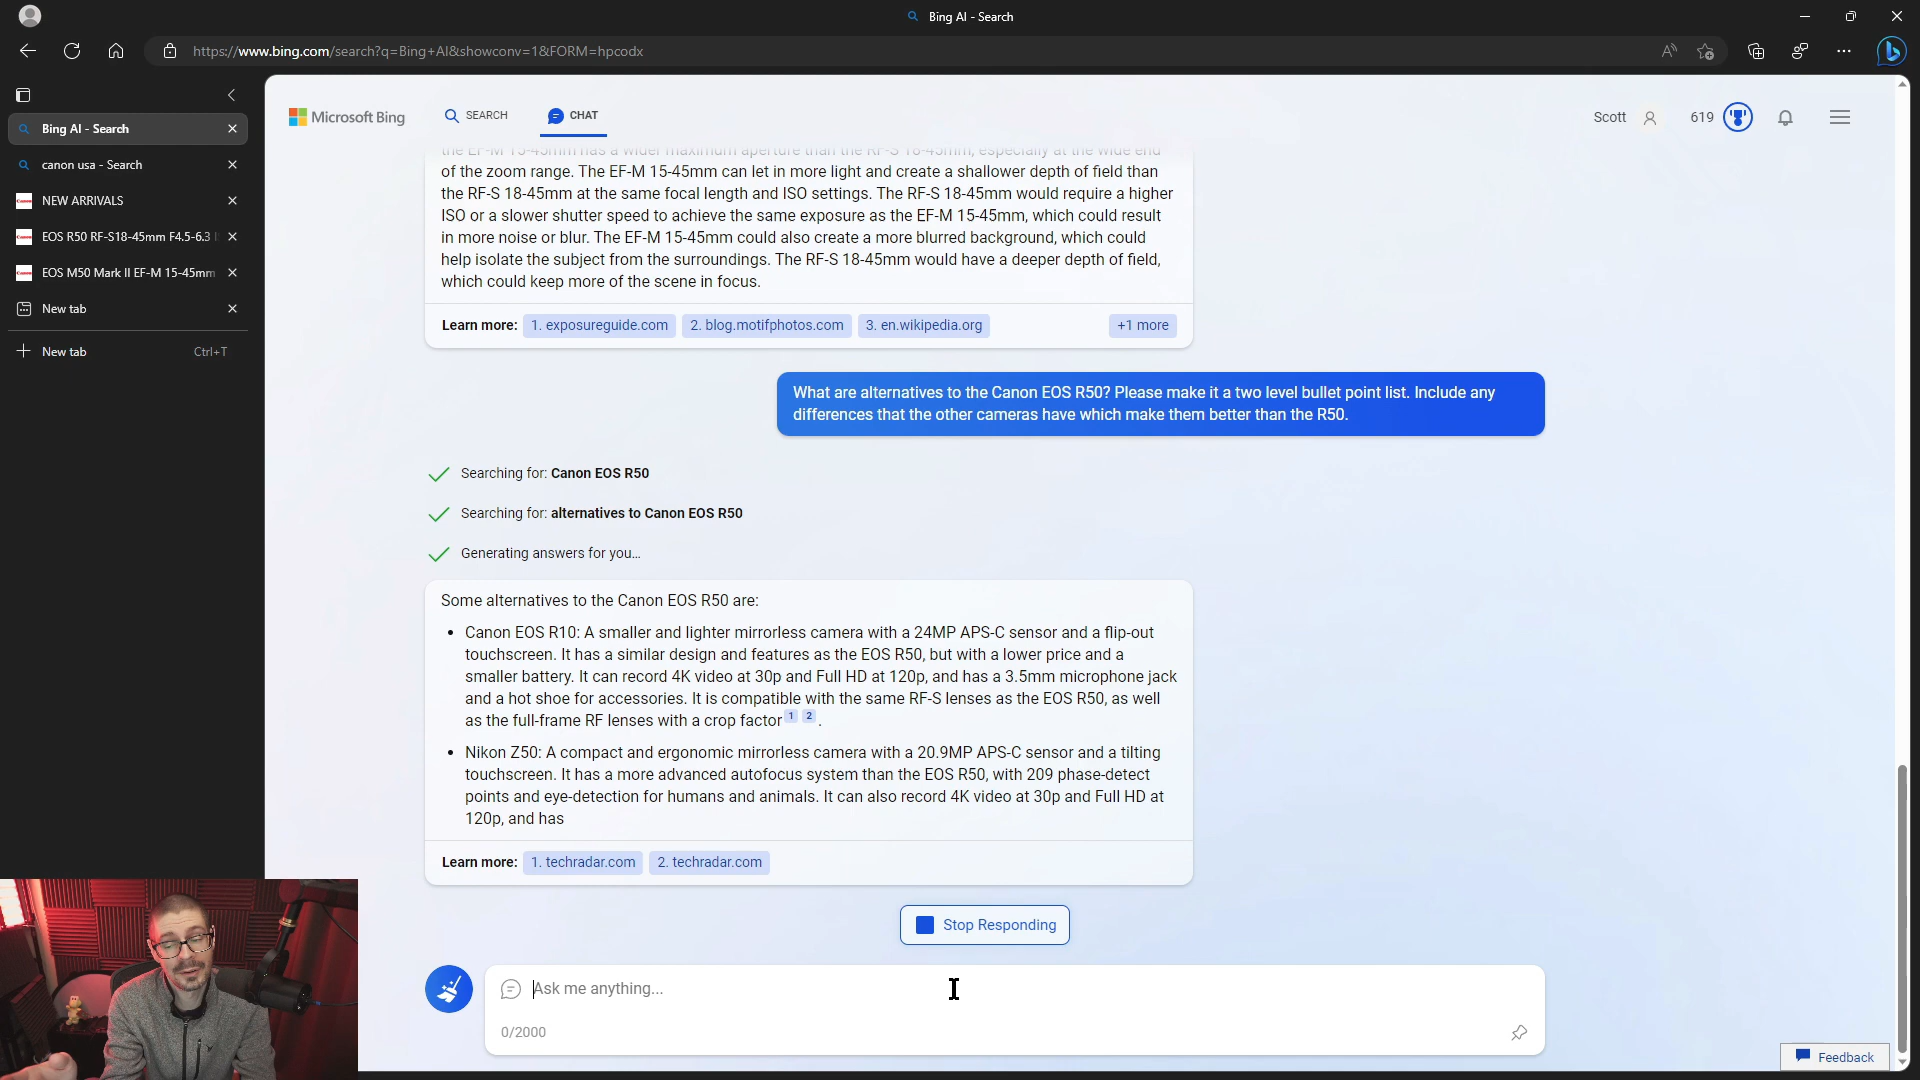 Bing AI - Search
https://www.bing.com/search?q=Bing+AI&showconv=1&FORM=hpcodx
Bing AI - Search
canon usa - Search
NEW ARRIVALS
EOS R50 RF-S18-45mm F4.5-6.3 I
EOS M50 Mark II EF-M 15-45mm
New tab
New tab Ctrl+T
Microsoft Bing SEARCH CHAT Scott 619
the EF-M 15-45mm has a wider maximum aperture than the RF-S 18-45mm, especially at the wide end
of the zoom range. The EF-M 15-45mm can let in more light and create a shallower depth of field than
the RF-S 18-45mm at the same focal length and ISO settings. The RF-S 18-45mm would require a higher
ISO or a slower shutter speed to achieve the same exposure as the EF-M 15-45mm, which could result
in more noise or blur. The EF-M 15-45mm could also create a more blurred background, which could
help isolate the subject from the surroundings. The RF-S 18-45mm would have a deeper depth of field,
which could keep more of the scene in focus.
Learn more: 1. exposureguide.com 2. blog.motifphotos.com 3. en.wikipedia.org +1 more
What are alternatives to the Canon EOS R50? Please make it a two level bullet point list. Include any
differences that the other cameras have which make them better than the R50.
Searching for: Canon EOS R50
Searching for: alternatives to Canon EOS R50
Generating answers for you...
Some alternatives to the Canon EOS R50 are:
• Canon EOS R10: A smaller and lighter mirrorless camera with a 24MP APS-C sensor and a flip-out
touchscreen. It has a similar design and features as the EOS R50, but with a lower price and a
smaller battery. It can record 4K video at 30p and Full HD at 120p, and has a 3.5mm microphone jack
and a hot shoe for accessories. It is compatible with the same RF-S lenses as the EOS R50, as well
as the full-frame RF lenses with a crop factor 1 2 .
• Nikon Z50: A compact and ergonomic mirrorless camera with a 20.9MP APS-C sensor and a tilting
touchscreen. It has a more advanced autofocus system than the EOS R50, with 209 phase-detect
points and eye-detection for humans and animals. It can also record 4K video at 30p and Full HD at
120p, and has
Learn more: 1. techradar.com 2. techradar.com
Stop Responding
Ask me anything...
0/2000
Feedback